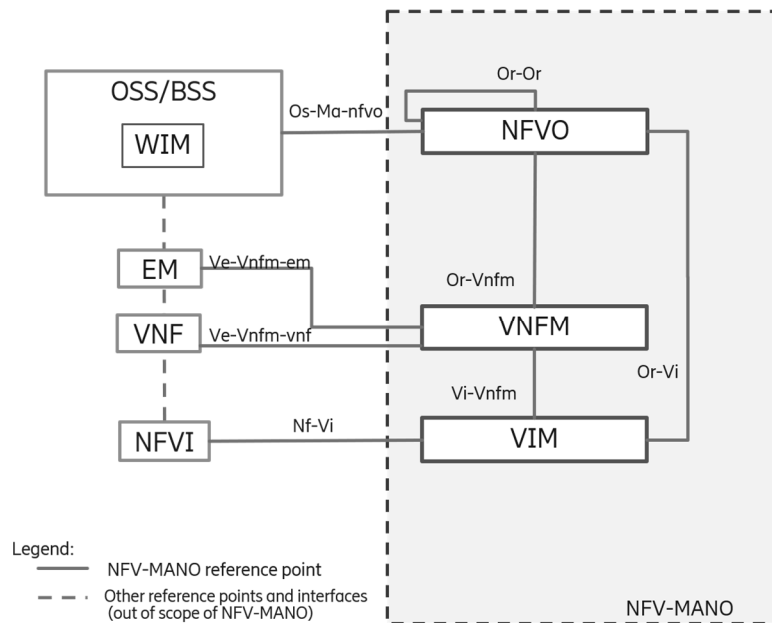 Or-Or
OSS/BSS
Os-Ma-nfvo
NFVO
WIM
EM
Ve-Vnfm-em
Or-Vnfm
VNFM
VNF
Ve-Vnfm-vnf
Or-Vi
Vi-Vnfm
Nf-Vi
NFVI
VIM
Legend:
NFV-MANO reference point
Other reference points and interfaces
(out of scope of NFV-MANO)
NFV-MANO